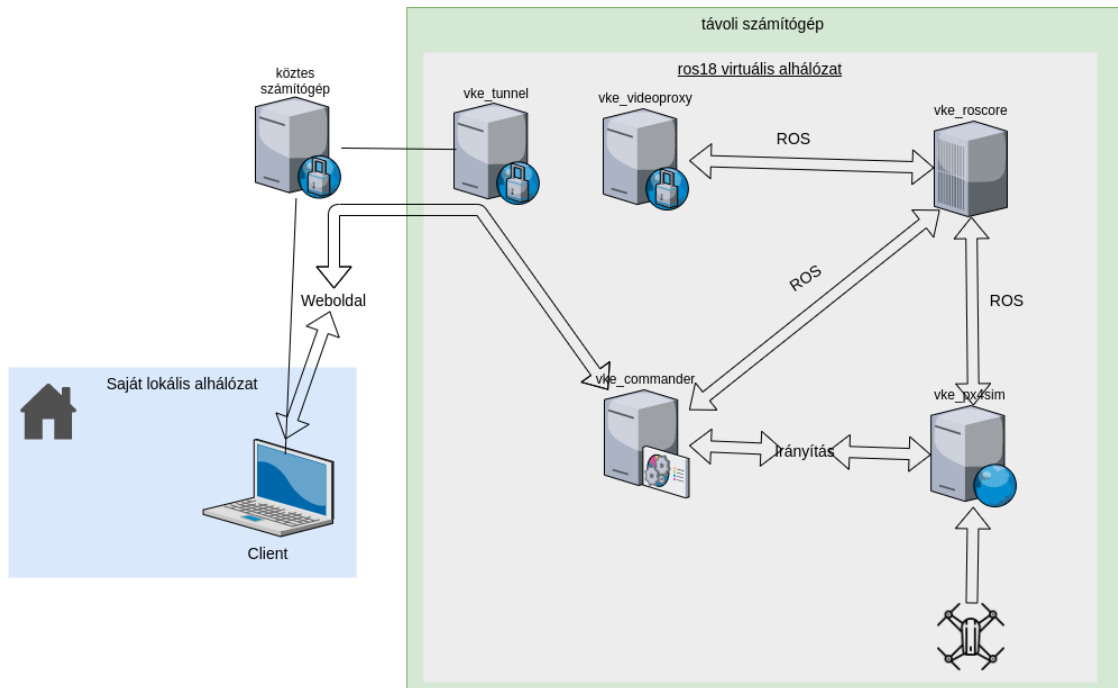 távoli számítógép
ros18 virtuális alhálózat
köztes
számítógép
vke_tunnel
vke_videoproxy
vke_roscore
ROS
ROS
ROS
Weboldal
Saját lokális alhálózat
vke_commander
vke_px4sim
Irányítás
Client